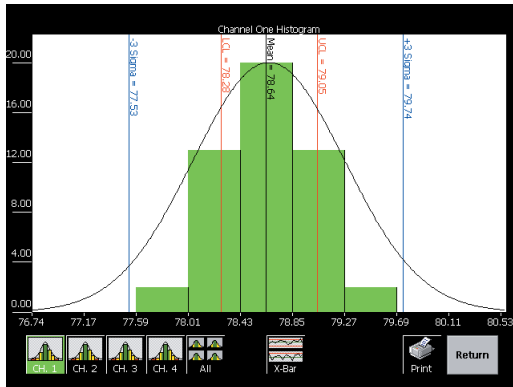 Channel One Histogram
-3 Sigma = 77.53
LCL = 78.28
Mean = 78.64
UCL = 79.05
+3 Sigma = 79.74
20.00
16.00
12.00
8.00
4.00
0.00
76.74 77.17 77.59 78.01 78.43 78.85 79.27 79.69 80.11 80.53
CH. 1 CH. 2 CH. 3 CH. 4 All X-Bar Print Return